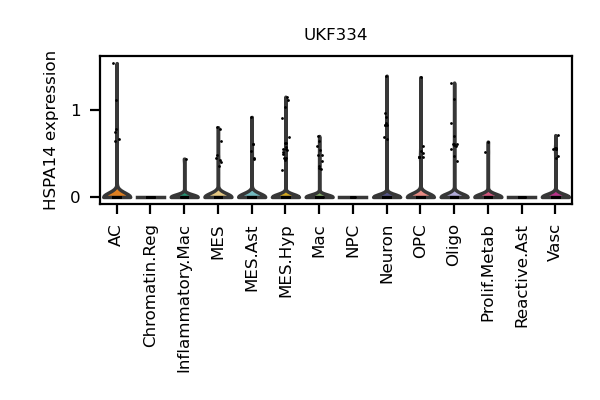 UKF334
HSPA14 expression
1
0
AC
Chromatin.Reg
Inflammatory.Mac
MES
MES.Ast
MES.Hyp
Mac
NPC
Neuron
OPC
Oligo
Prolif.Metab
Reactive.Ast
Vasc